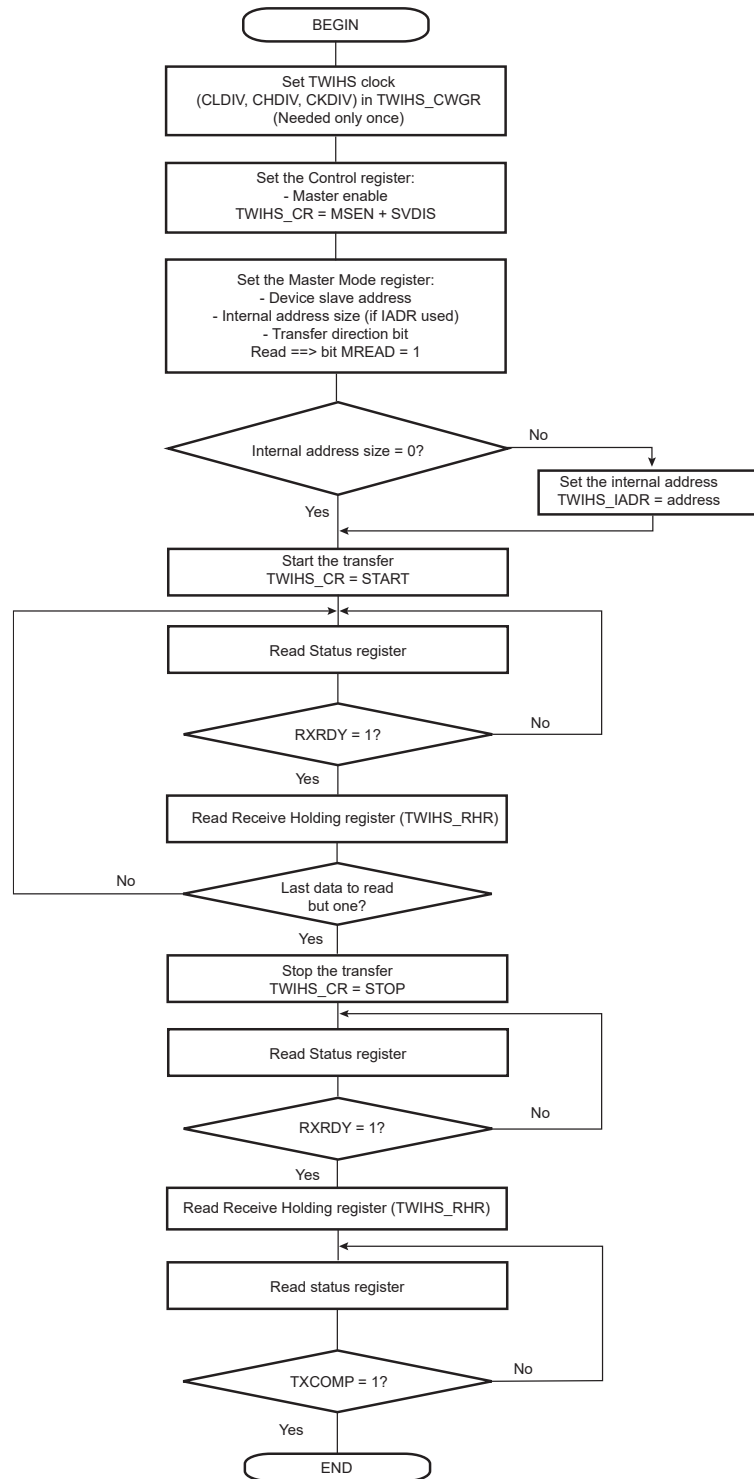 BEGIN
Set TWIHS clock
(CLDIV, CHDIV, CKDIV) in TWIHS_CWGR
(Needed only once)
Set the Control register:
- Master enable
TWIHS_CR = MSEN + SVDIS
Set the Master Mode register:
- Device slave address
- Internal address size (if IADR used)
- Transfer direction bit
Read ==> bit MREAD = 1
Internal address size = 0?
No
Set the internal address
TWIHS_IADR = address
Yes
Start the transfer
TWIHS_CR = START
Read Status register
RXRDY = 1?
No
Yes
Read Receive Holding register (TWIHS_RHR)
Last data to read
but one?
No
Yes
Stop the transfer
TWIHS_CR = STOP
Read Status register
RXRDY = 1?
No
Yes
Read Receive Holding register (TWIHS_RHR)
Read status register
TXCOMP = 1?
No
Yes
END